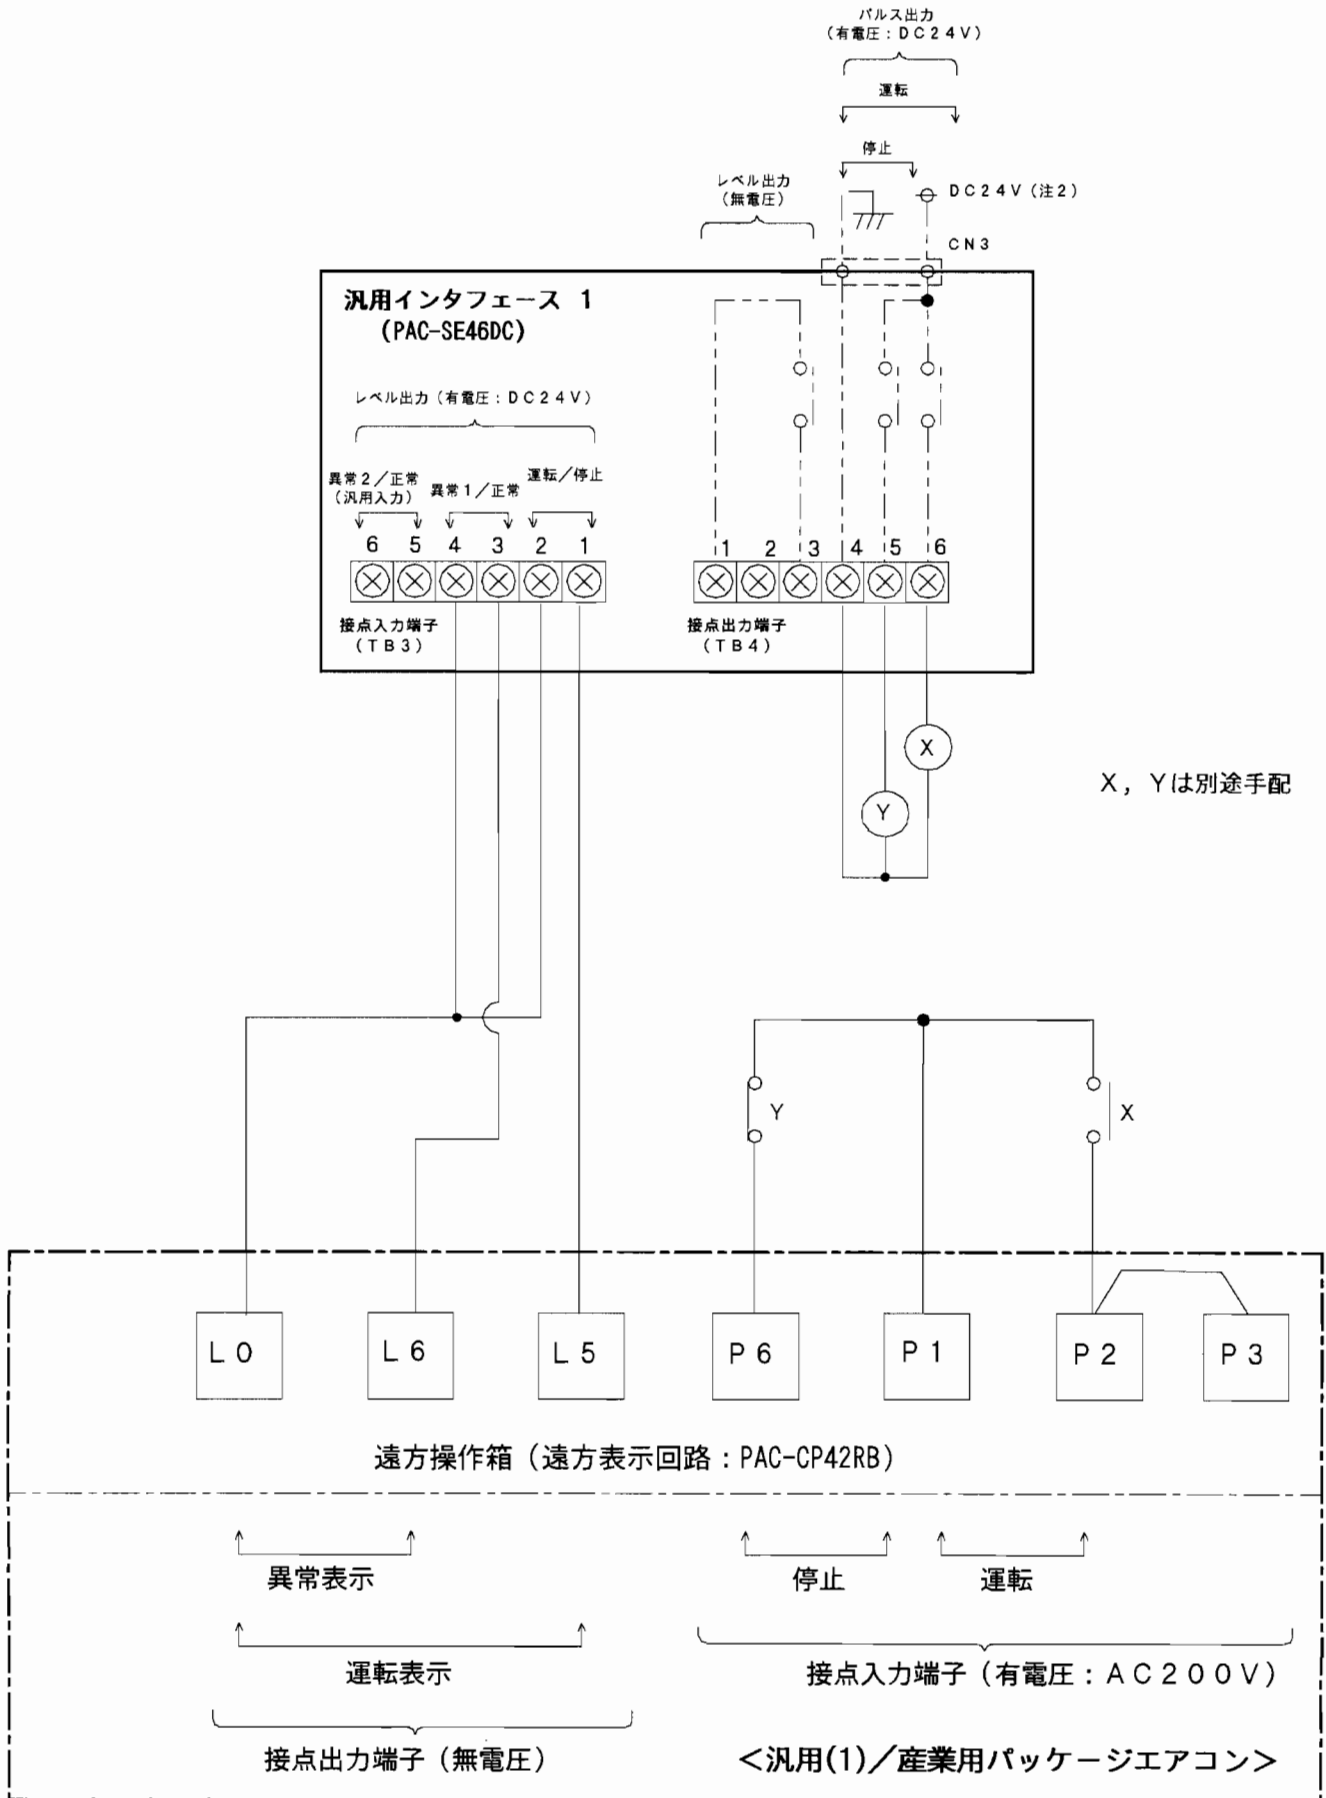 パルス出力
(有電圧：DC24V)
運転
停止
レベル出力
(無電圧)
DC24V(注2)
CN3
汎用インタフェース 1
(PAC-SE46DC)
レベル出力(有電圧：DC24V)
異常2／正常
(汎用入力)
異常1／正常
運転／停止
6 5 4 3 2 1
1 2 3 4 5 6
接点入力端子
(TB3)
接点出力端子
(TB4)
X
Y
X，Yは別途手配
Y
X
L0
L6
L5
P6
P1
P2
P3
遠方操作箱(遠方表示回路：PAC-CP42RB)
異常表示
停止
運転
運転表示
接点入力端子(有電圧：AC200V)
接点出力端子(無電圧)
＜汎用(1)／産業用パッケージエアコン＞